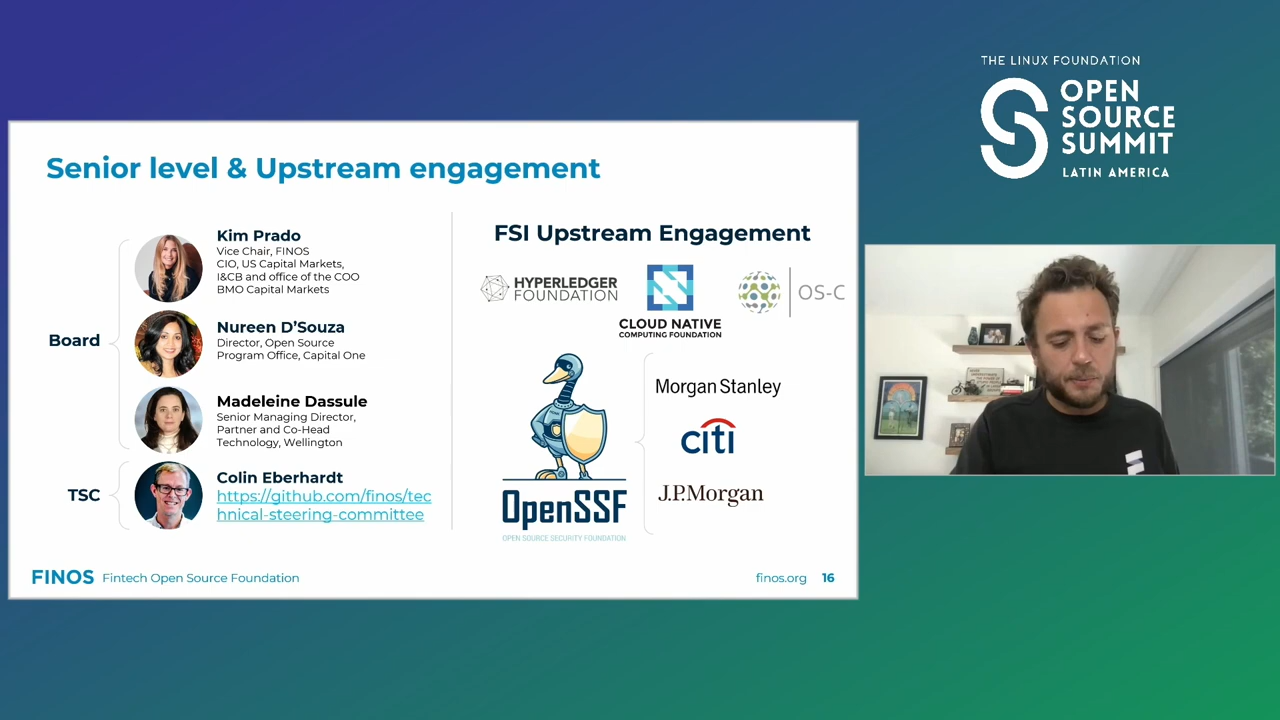 THE LINUX FOUNDATION
OPEN
SOURCE
SUMMIT
LATIN AMERICA
Senior level & Upstream engagement
Board
Kim Prado
Vice Chair, FINOS
CIO, US Capital Markets,
I&CB and office of the COO
BMO Capital Markets
Nureen D’Souza
Director, Open Source
Program Office, Capital One
Madeleine Dassule
Senior Managing Director,
Partner and Co-Head
Technology, Wellington
TSC
Colin Eberhardt
https://github.com/finos/tec
hnical-steering-committee
FSI Upstream Engagement
HYPERLEDGER
FOUNDATION
CLOUD NATIVE
COMPUTING FOUNDATION
OS-C
OpenSSF
OPEN SOURCE SECURITY FOUNDATION
Morgan Stanley
citi
J.P.Morgan
FINOS Fintech Open Source Foundation
finos.org 16